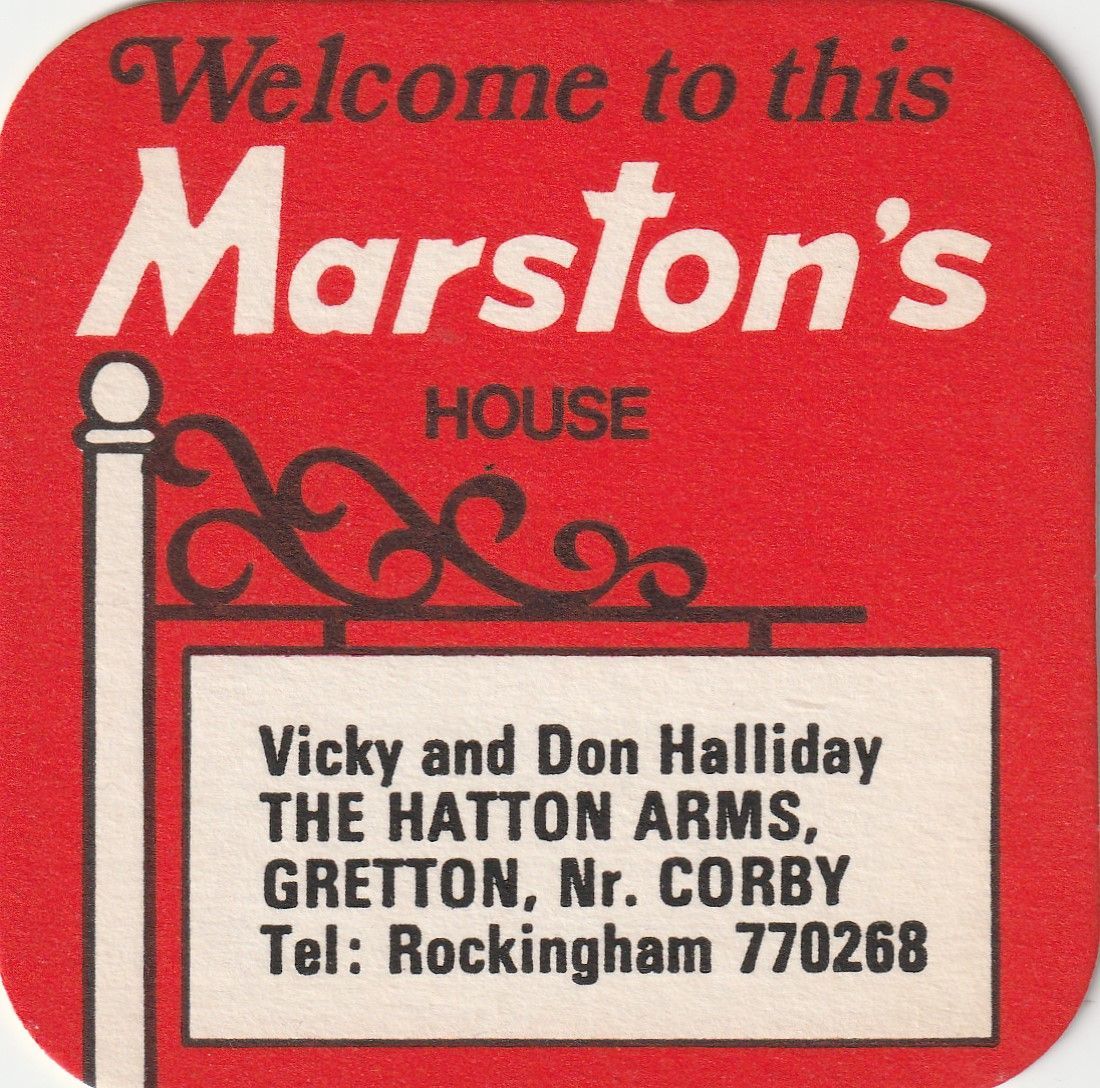 Welcome to this
Marston's
HOUSE
Vicky and Don Halliday
THE HATTON ARMS,
GRETTON, Nr. CORBY
Tel: Rockingham 770268